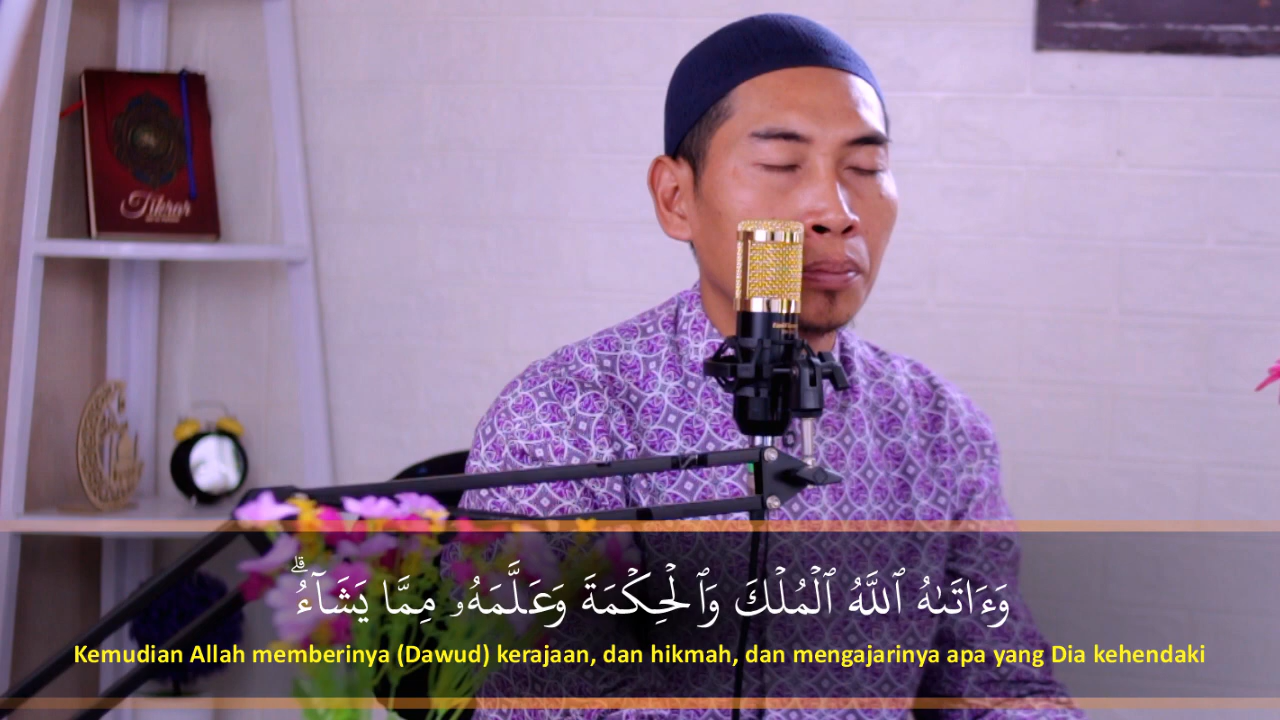 Tikrar
وَءَاتَىٰهُ ٱللَّهُ ٱلْمُلْكَ وَٱلْحِكْمَةَ وَعَلَّمَهُۥ مِمَّا يَشَآءُ ۗ
Kemudian Allah memberinya (Dawud) kerajaan, dan hikmah, dan mengajarinya apa yang Dia kehendaki